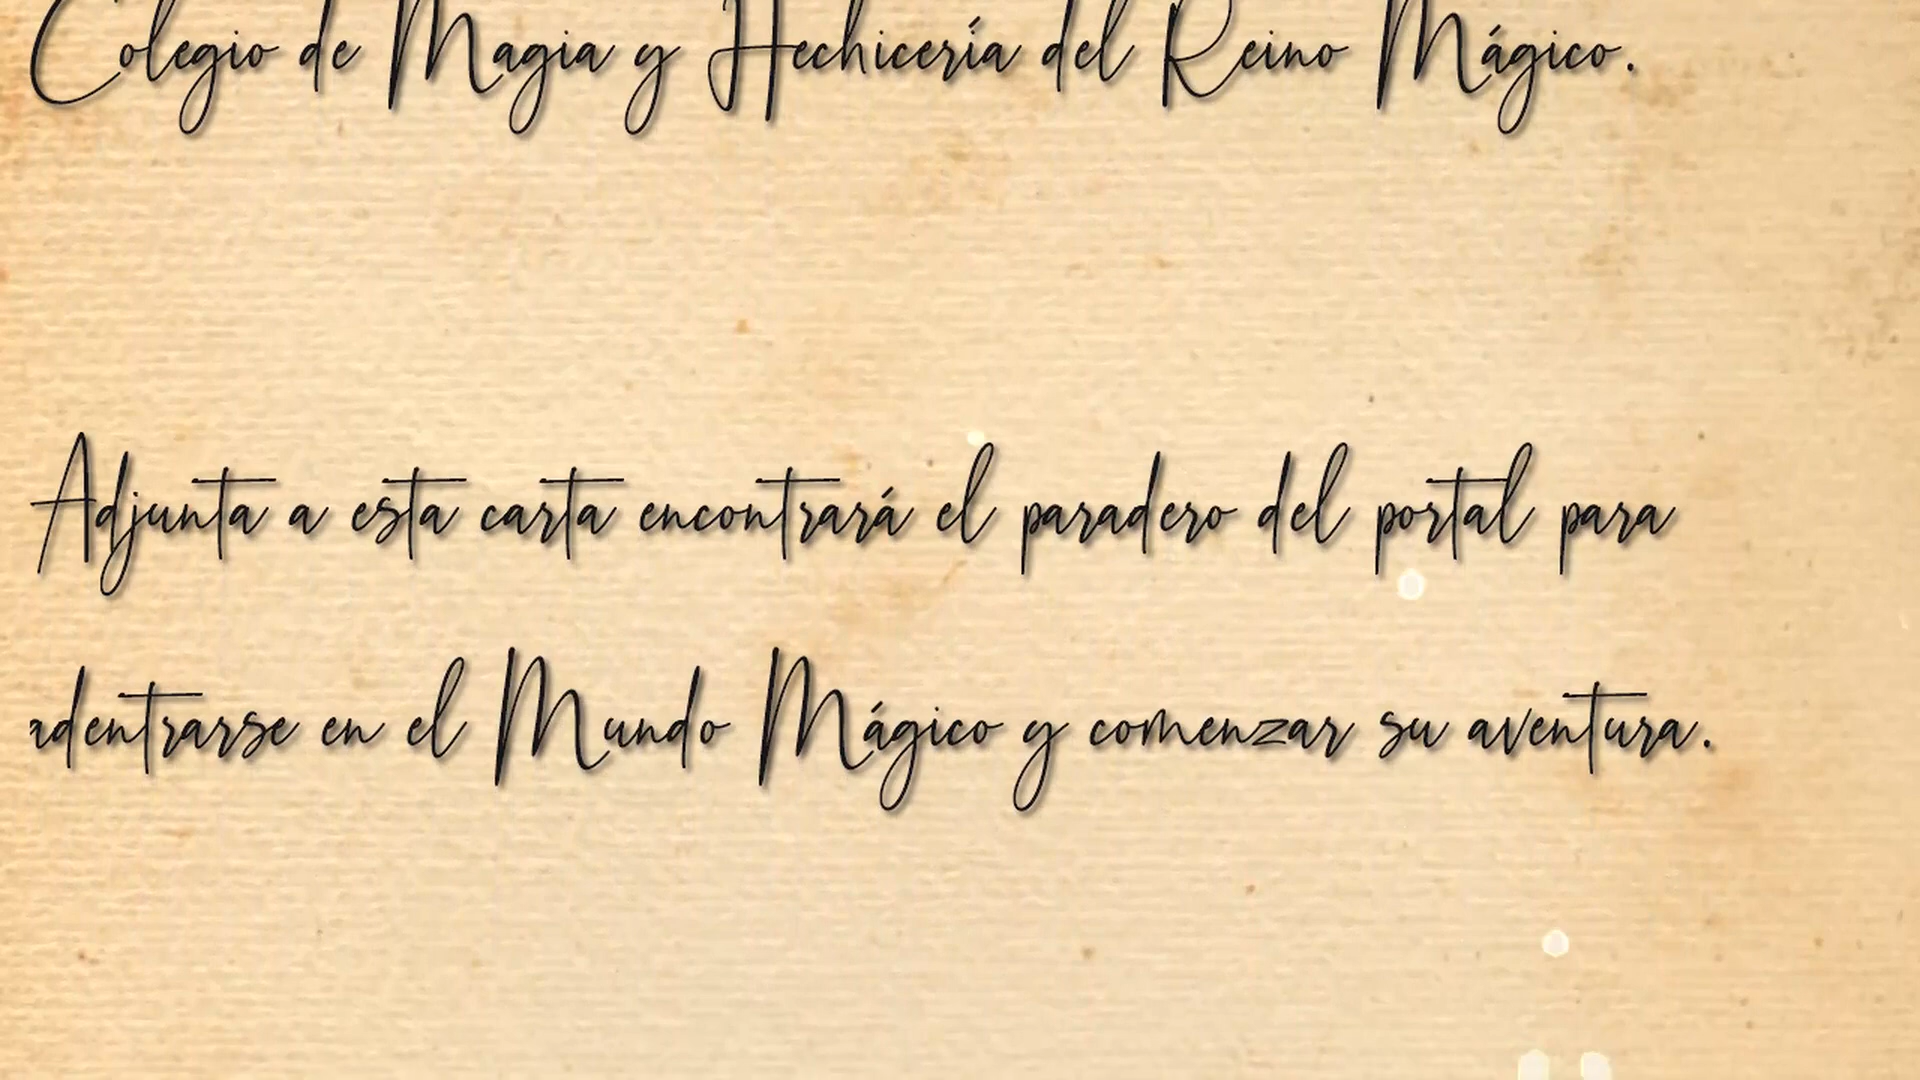 Colegio de Magia y Hechicería del Reino Mágico.
Adjunta a esta carta encontrará el paradero del portal para
adentrarse en el Mundo Mágico y comenzar su aventura.